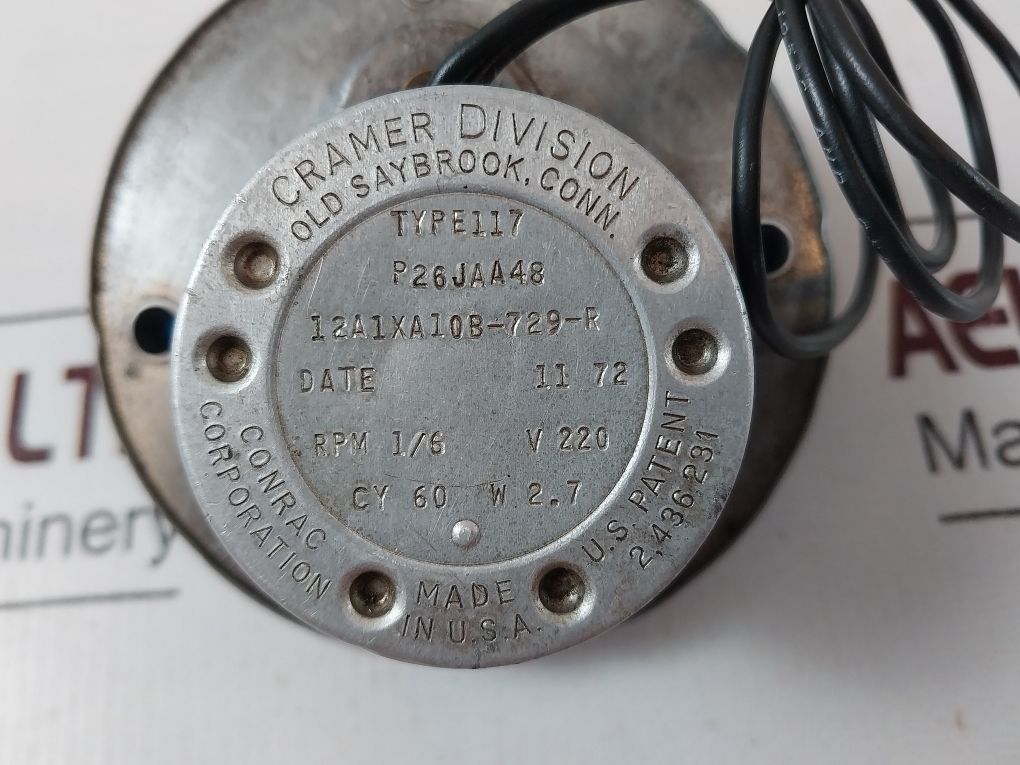 CRAMER DIVISION
OLD SAYBROOK, CONN.
TYPE117
P26JAA48
12A1XA10B-729-R
DATE 11 72
RPM 1/6 V 220
CY 60 W 2.7
CONRAC
CORPORATION
MADE
IN U.S.A.
U.S. PATENT
2,436,231